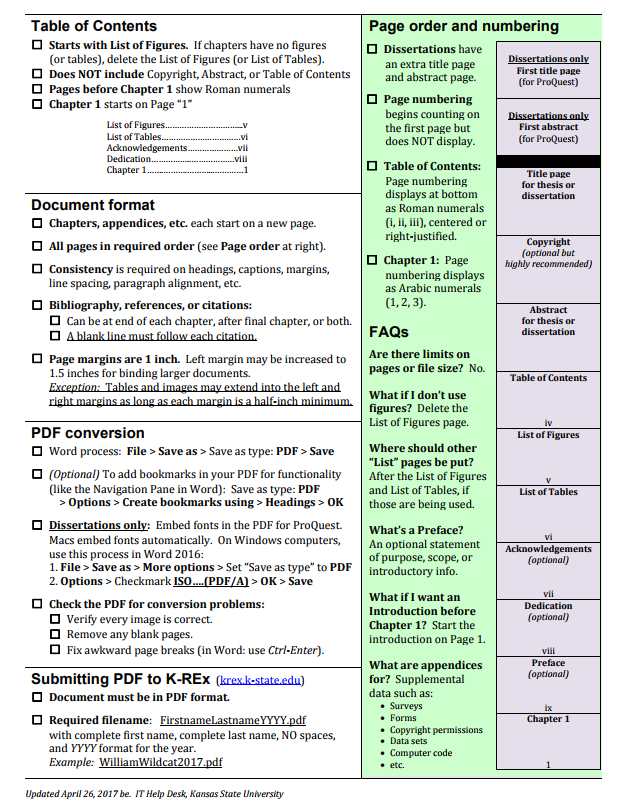 Table of Contents
☐ Starts with List of Figures. If chapters have no figures
(or tables), delete the List of Figures (or List of Tables).
☐ Does NOT include Copyright, Abstract, or Table of Contents
☐ Pages before Chapter 1 show Roman numerals
☐ Chapter 1 starts on Page “1”
List of Figures……………………………v
List of Tables……………………………vi
Acknowledgements…………………vii
Dedication……………………………viii
Chapter 1…………………………………1
Document format
☐ Chapters, appendices, etc. each start on a new page.
☐ All pages in required order (see Page order at right).
☐ Consistency is required on headings, captions, margins,
line spacing, paragraph alignment, etc.
☐ Bibliography, references, or citations:
☐ Can be at end of each chapter, after final chapter, or both.
☐ A blank line must follow each citation.
☐ Page margins are 1 inch. Left margin may be increased to
1.5 inches for binding larger documents.
Exception: Tables and images may extend into the left and
right margins as long as each margin is a half-inch minimum.
PDF conversion
☐ Word process: File > Save as > Save as type: PDF > Save
☐ (Optional) To add bookmarks in your PDF for functionality
(like the Navigation Pane in Word): Save as type: PDF
> Options > Create bookmarks using > Headings > OK
☐ Dissertations only: Embed fonts in the PDF for ProQuest.
Macs embed fonts automatically. On Windows computers,
use this process in Word 2016:
1. File > Save as > More options > Set “Save as type” to PDF
2. Options > Checkmark ISO….(PDF/A) > OK > Save
☐ Check the PDF for conversion problems:
☐ Verify every image is correct.
☐ Remove any blank pages.
☐ Fix awkward page breaks (in Word: use Ctrl-Enter).
Submitting PDF to K-REx (krex.k-state.edu)
☐ Document must be in PDF format.
☐ Required filename: FirstnameLastnameYYYY.pdf
with complete first name, complete last name, NO spaces,
and YYYY format for the year.
Example: WilliamWildcat2017.pdf
Page order and numbering
☐ Dissertations have
an extra title page
and abstract page.
☐ Page numbering
begins counting on
the first page but
does NOT display.
☐ Table of Contents:
Page numbering
displays at bottom
as Roman numerals
(i, ii, iii), centered or
right-justified.
☐ Chapter 1: Page
numbering displays
as Arabic numerals
(1, 2, 3).
FAQs
Are there limits on
pages or file size? No.
What if I don’t use
figures? Delete the
List of Figures page.
Where should other
“List” pages be put?
After the List of Figures
and List of Tables, if
those are being used.
What’s a Preface?
An optional statement
of purpose, scope, or
introductory info.
What if I want an
Introduction before
Chapter 1? Start the
introduction on Page 1.
What are appendices
for? Supplemental
data such as:
• Surveys
• Forms
• Copyright permissions
• Data sets
• Computer code
• etc.
Dissertations only
First title page
(for ProQuest)
Dissertations only
First abstract
(for ProQuest)
Title page
for thesis or
dissertation
Copyright
(optional but
highly recommended)
Abstract
for thesis or
dissertation
Table of Contents
iv
List of Figures
v
List of Tables
vi
Acknowledgements
(optional)
vii
Dedication
(optional)
viii
Preface
(optional)
ix
Chapter 1
1
Updated April 26, 2017 be. IT Help Desk, Kansas State University